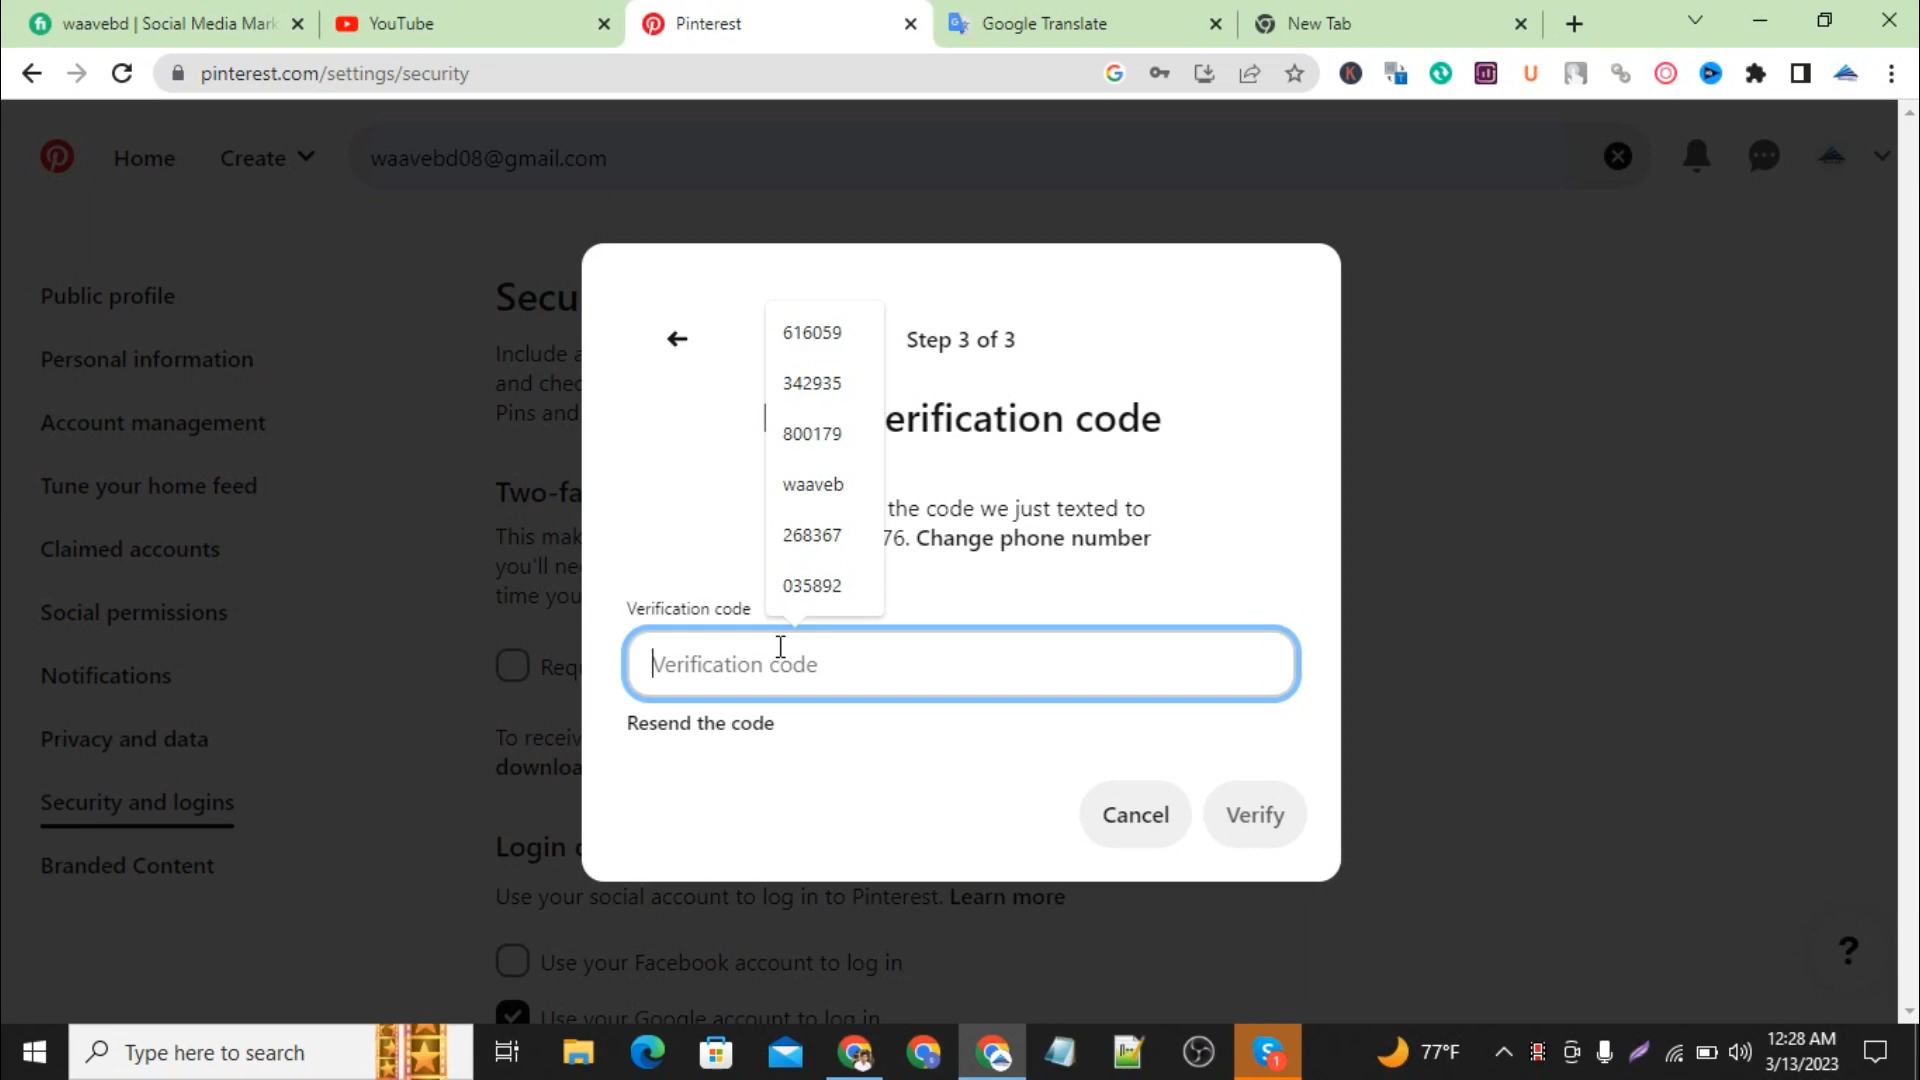 waavebd | Social Media Mark
YouTube
Pinterest
Google Translate
New Tab
pinterest.com/settings/security
Home
Create
waavebd08@gmail.com
Public profile
Personal information
Account management
Tune your home feed
Claimed accounts
Social permissions
Notifications
Privacy and data
Security and logins
Branded Content
Secu
Include a
and chec
Pins and
Two-fa
This mak
you'll ne
time you
Requ
To receiv
downloa
Login o
Use your social account to log in to Pinterest. Learn more
Use your Facebook account to log in
Use your Google account to log in
Step 3 of 3
erification code
the code we just texted to
76. Change phone number
616059
342935
800179
waaveb
268367
035892
Verification code
Verification code
Resend the code
Cancel
Verify
?
Type here to search
77°F
12:28 AM
3/13/2023